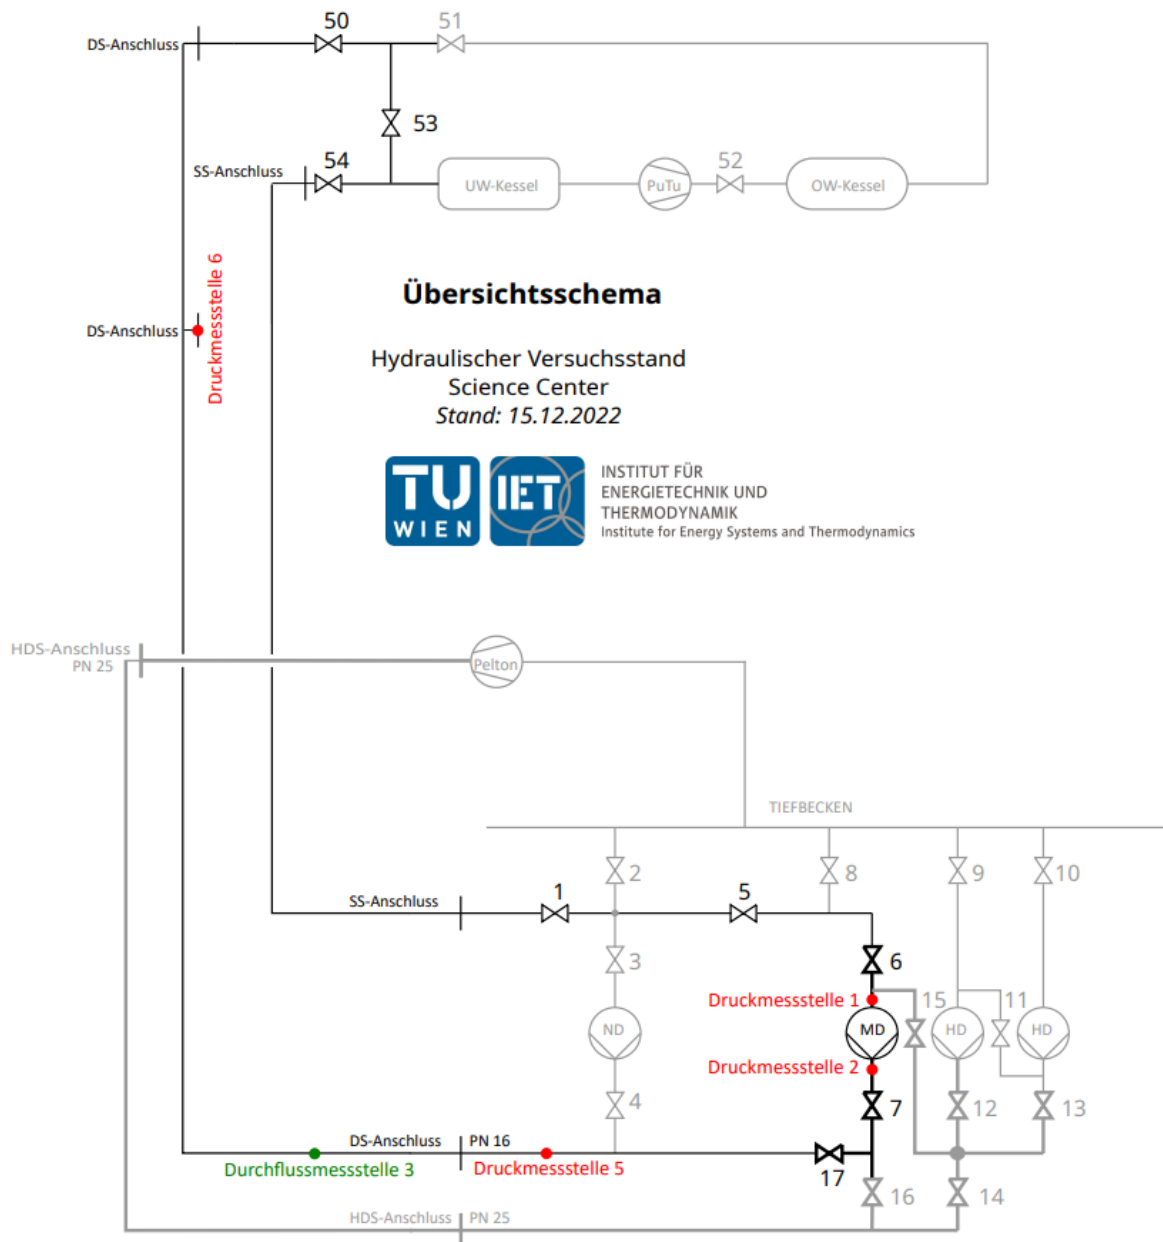 50
51
DS-Anschluss
53
54
52
SS-Anschluss
UW-Kessel
PuTu
OW-Kessel
Druckmessstelle 6
DS-Anschluss
Übersichtsschema
Hydraulischer Versuchsstand
Science Center
Stand: 15.12.2022
TU
WIEN
IET
INSTITUT FÜR
ENERGIETECHNIK UND
THERMODYNAMIK
Institute for Energy Systems and Thermodynamics
HDS-Anschluss
PN 25
Pelton
TIEFBECKEN
2
8
9
10
1
5
SS-Anschluss
3
6
Druckmessstelle 1
15
11
ND
MD
HD
HD
Druckmessstelle 2
4
7
12
13
DS-Anschluss
PN 16
Durchflussmessstelle 3
Druckmessstelle 5
17
16
14
HDS-Anschluss
PN 25